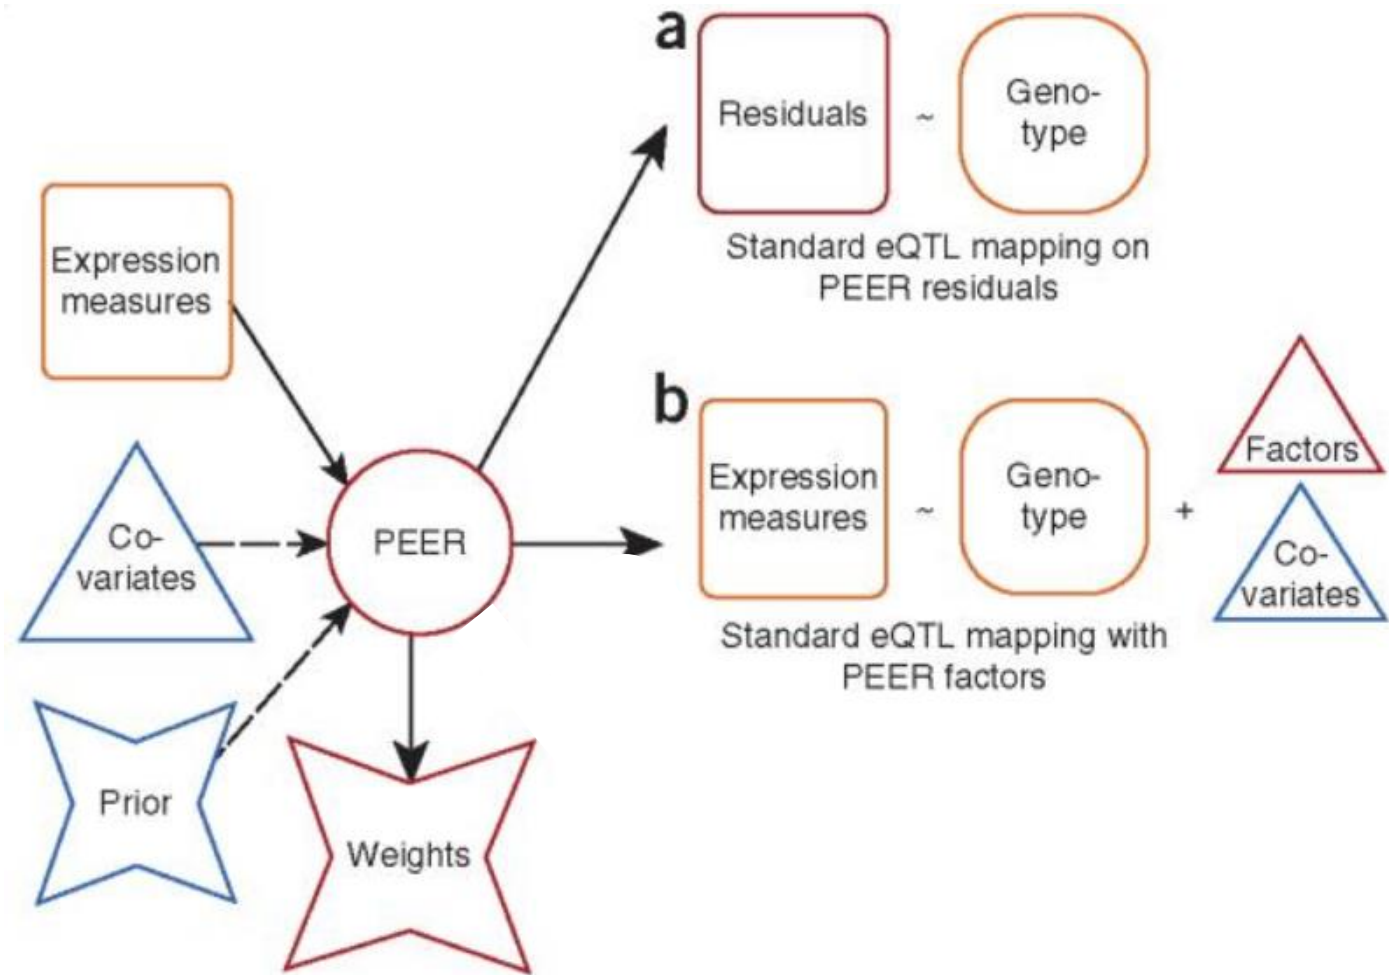 a
Residuals
~
Geno-
type
Standard eQTL mapping on
PEER residuals
Expression
measures
Co-
variates
Prior
PEER
Weights
b
Expression
measures
~
Geno-
type
+
Factors
Co-
variates
Standard eQTL mapping with
PEER factors